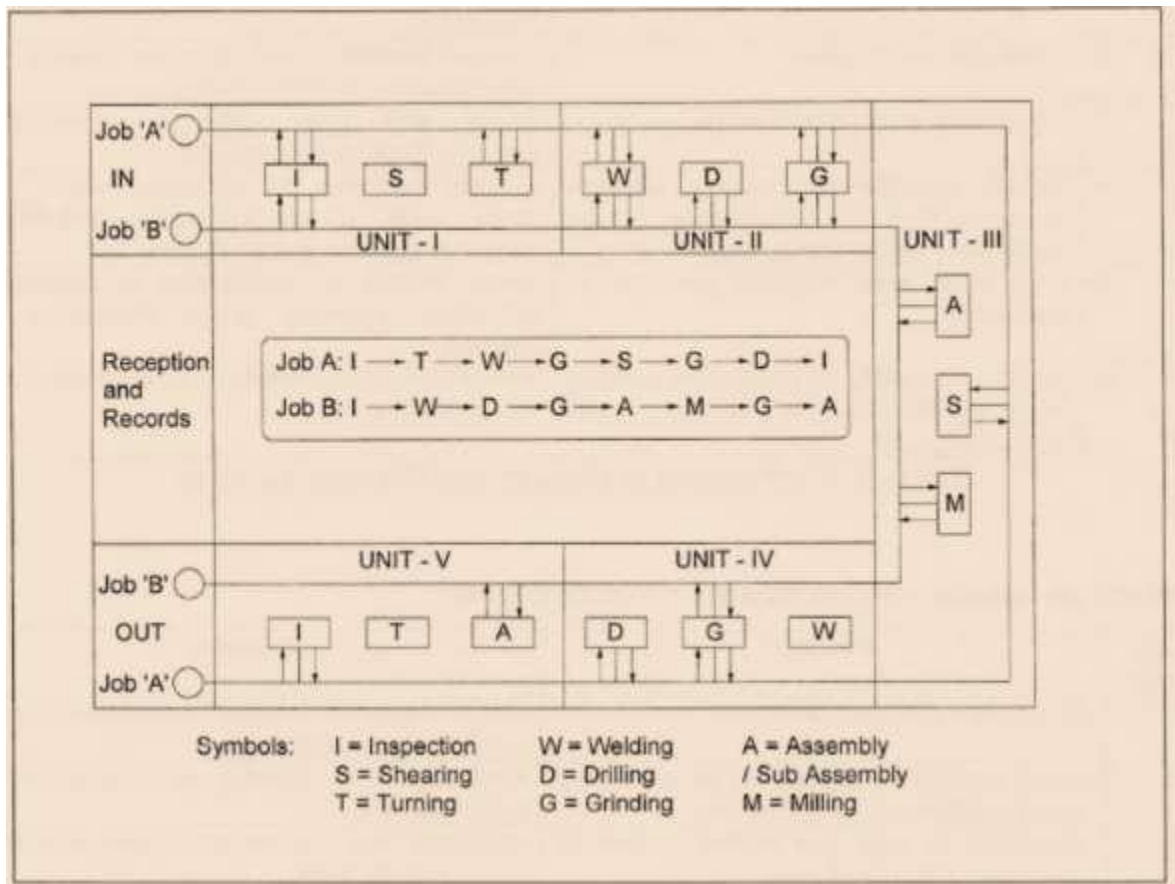 Job 'A'
IN
Job 'B'
I
S
T
W
D
G
UNIT - I
UNIT - II
UNIT - III
A
S
M
Reception
and
Records
Job A: I → T → W → G → S → G → D → I
Job B: I → W → D → G → A → M → G → A
UNIT - V
UNIT - IV
Job 'B'
OUT
Job 'A'
I
T
A
D
G
W
Symbols: I = Inspection W = Welding A = Assembly
S = Shearing D = Drilling / Sub Assembly
T = Turning G = Grinding M = Milling